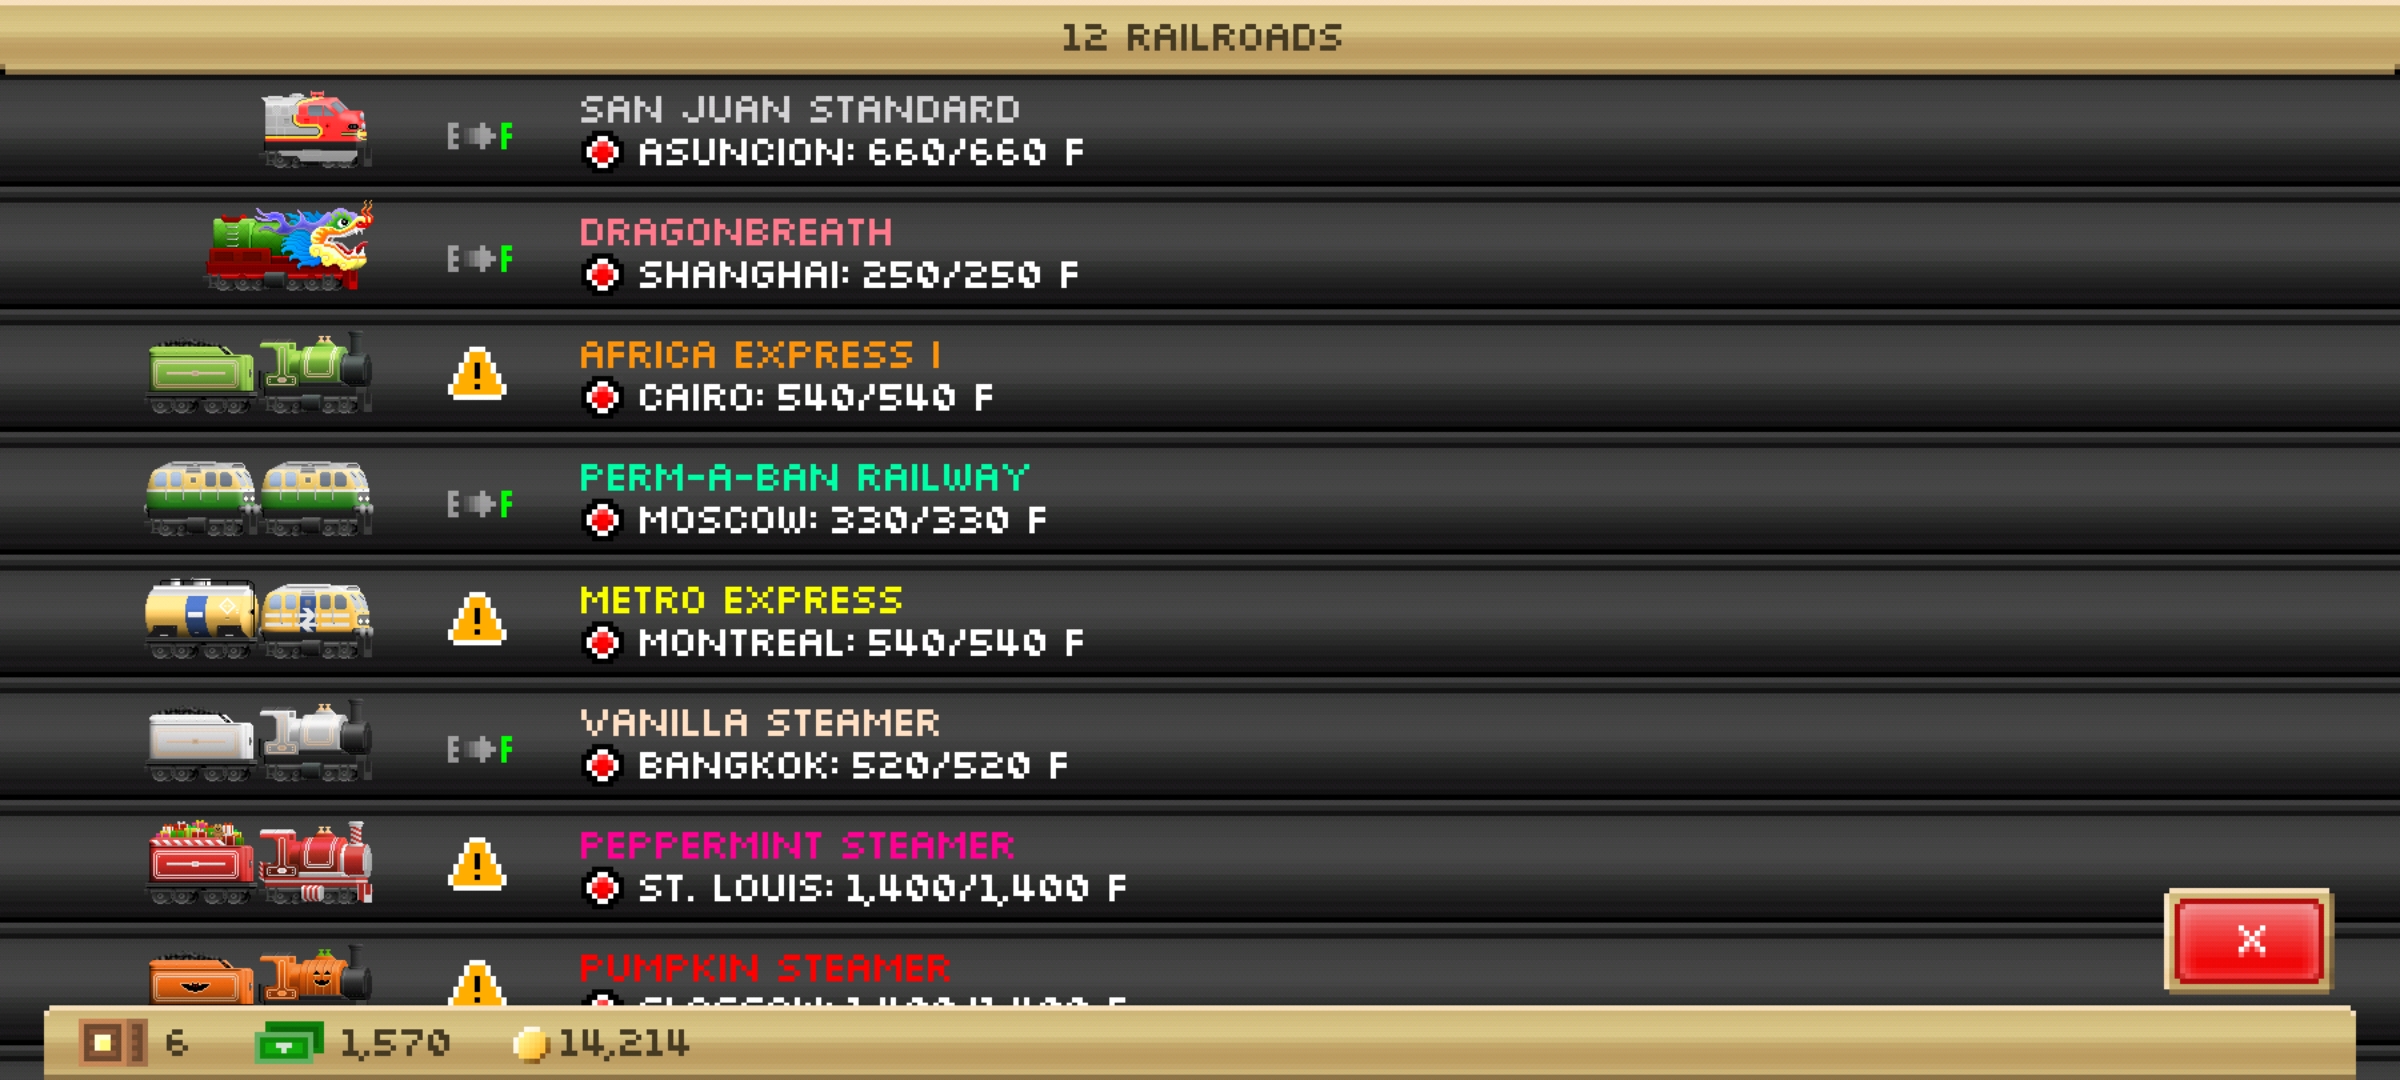 12 RAILROADS
SAN JUAN STANDARD
E F
ASUNCION: 660/660 F
DRAGONBREATH
E F
SHANGHAI: 250/250 F
AFRICA EXPRESS I
!
CAIRO: 540/540 F
PERM-A-BAN RAILWAY
E F
MOSCOW: 330/330 F
METRO EXPRESS
!
MONTREAL: 540/540 F
VANILLA STEAMER
E F
BANGKOK: 520/520 F
PEPPERMINT STEAMER
!
ST. LOUIS: 1,400/1,400 F
PUMPKIN STEAMER
!
X
6 1,570 14,214